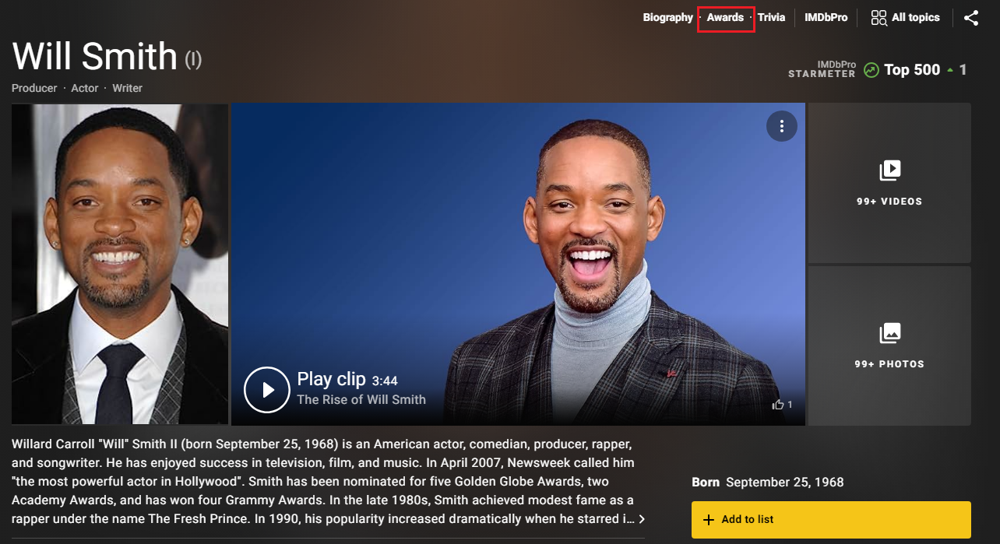 Biography · Awards · Trivia IMDbPro All topics
Will Smith (I)
Producer · Actor · Writer
IMDbPro
STARMETER Top 500 1
99+ VIDEOS
99+ PHOTOS
Play clip 3:44
The Rise of Will Smith
1
Willard Carroll "Will" Smith II (born September 25, 1968) is an American actor, comedian, producer, rapper,
and songwriter. He has enjoyed success in television, film, and music. In April 2007, Newsweek called him
"the most powerful actor in Hollywood". Smith has been nominated for five Golden Globe Awards, two
Academy Awards, and has won four Grammy Awards. In the late 1980s, Smith achieved modest fame as a
rapper under the name The Fresh Prince. In 1990, his popularity increased dramatically when he starred i...
Born September 25, 1968
Add to list